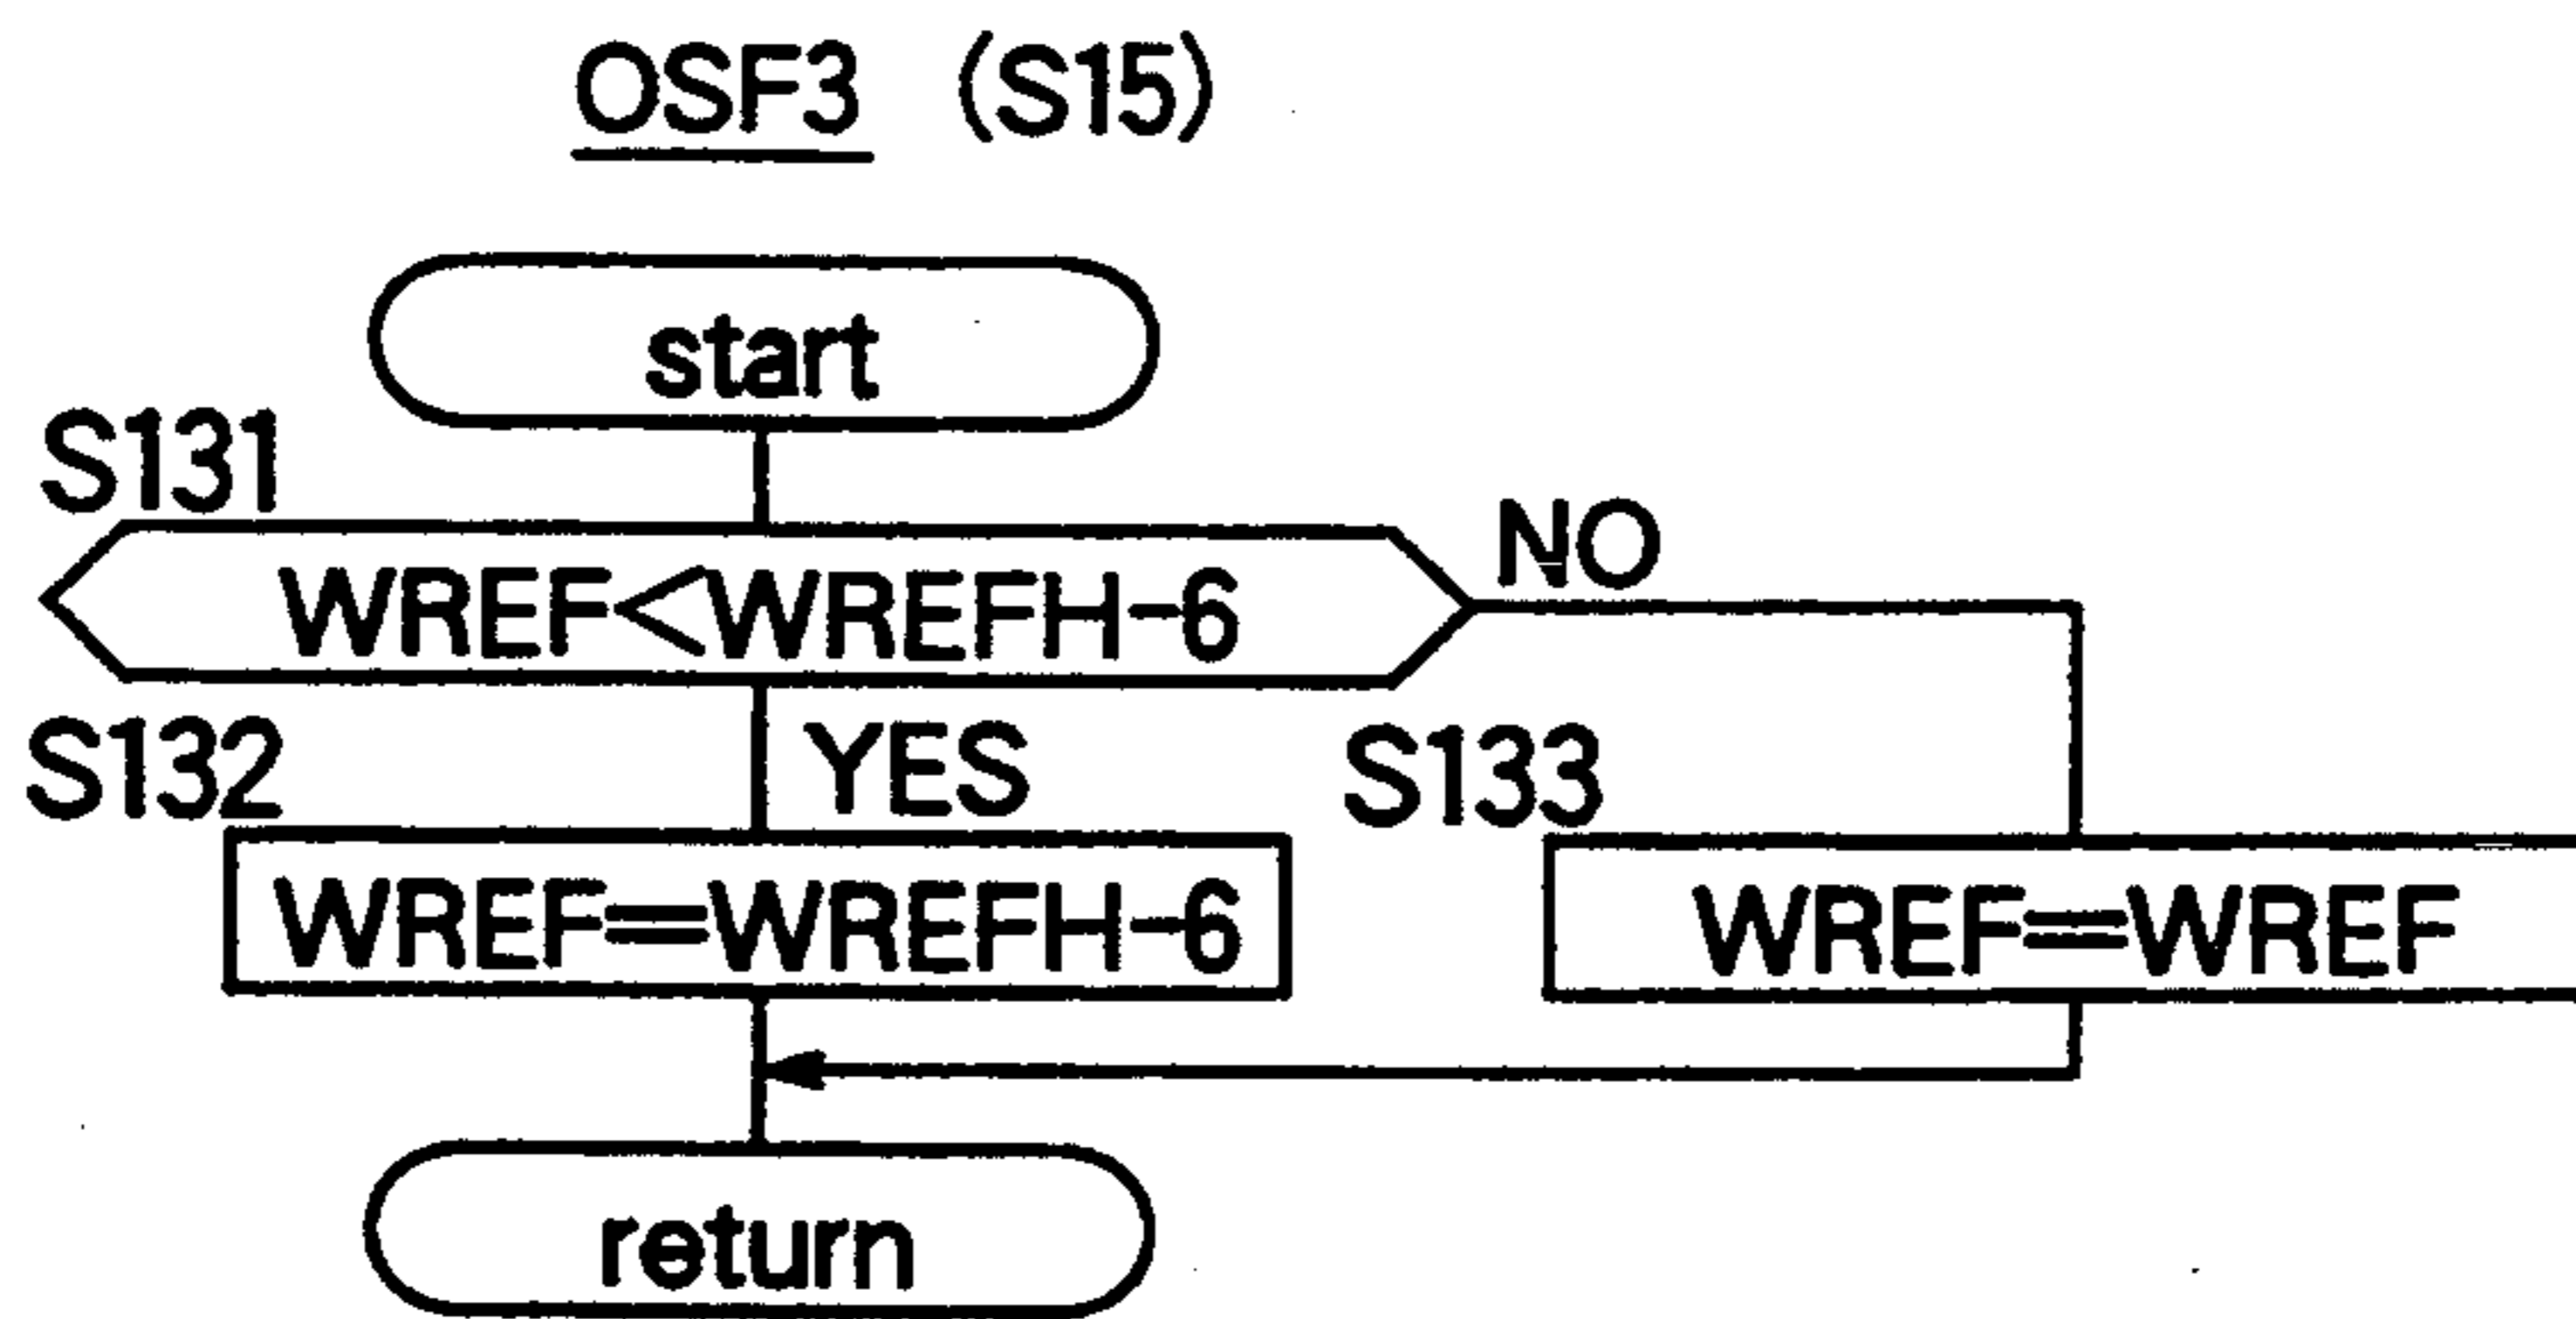 OSF3 (S15)
start
S131
WREF<WREFH-6
NO
S132
YES
S133
WREF=WREFH-6
WREF=WREF
return